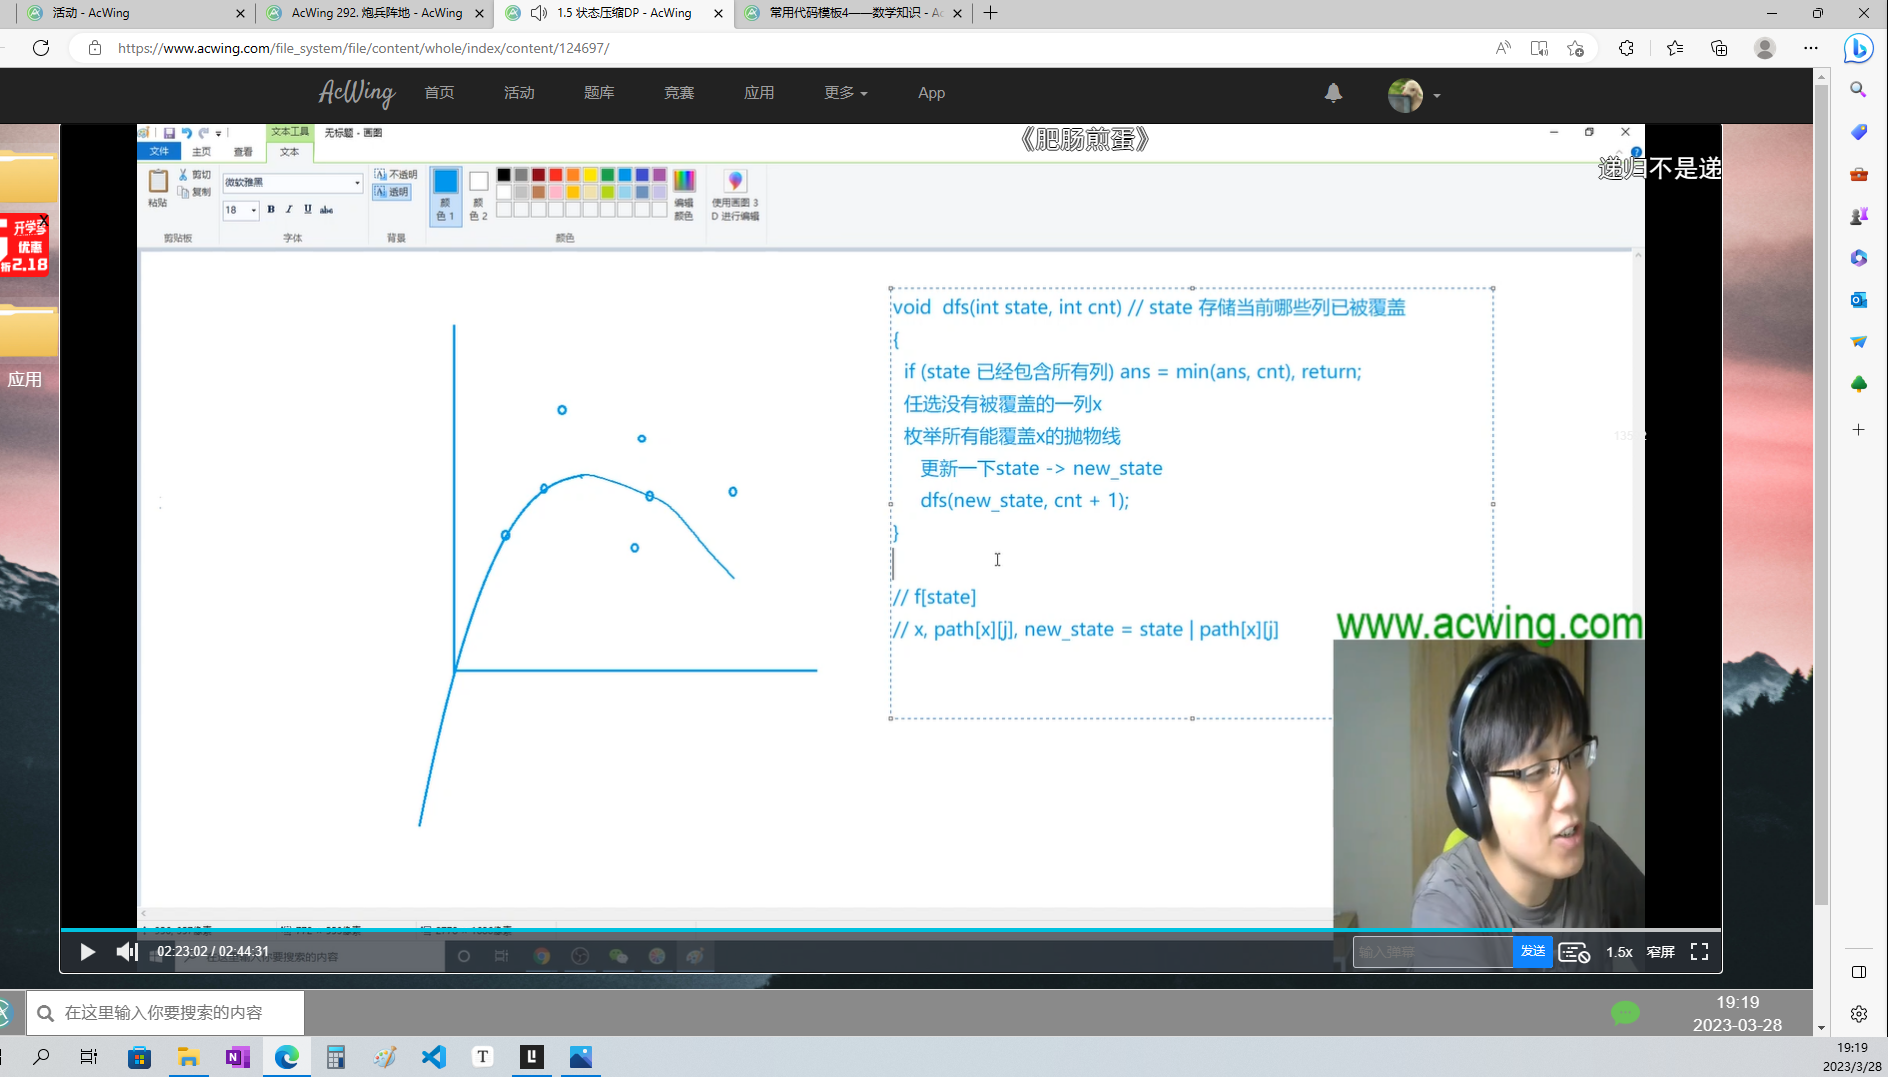 活动 - AcWing
AcWing 292. 炮兵阵地 - AcWing
1.5 状态压缩DP - AcWing
常用代码模板4——数学知识 - Ac
https://www.acwing.com/file_system/file/content/whole/index/content/124697/
AcWing
首页
活动
题库
竞赛
应用
更多
App
文本工具
无标题 - 画图
《肥肠煎蛋》
文件
主页
查看
文本
递归不是递
粘贴
剪切
复制
剪贴板
微软雅黑
18
B I U abc
字体
不透明
透明
背景
颜色 1
颜色 2
编辑颜色
颜色
使用画图 3D 进行编辑
开学季
优惠
折2.18
应用
void dfs(int state, int cnt) // state 存储当前哪些列已被覆盖
{
if (state 已经包含所有列) ans = min(ans, cnt), return;
任选没有被覆盖的一列x
枚举所有能覆盖x的抛物线
更新一下state -> new_state
dfs(new_state, cnt + 1);
}
// f[state]
// x, path[x][j], new_state = state | path[x][j]
www.acwing.com
02:23:02 / 02:44:31
在这里输入你要搜索的内容
输入弹幕
发送
1.5x
窄屏
在这里输入你要搜索的内容
19:19
2023-03-28
19:19
2023/3/28